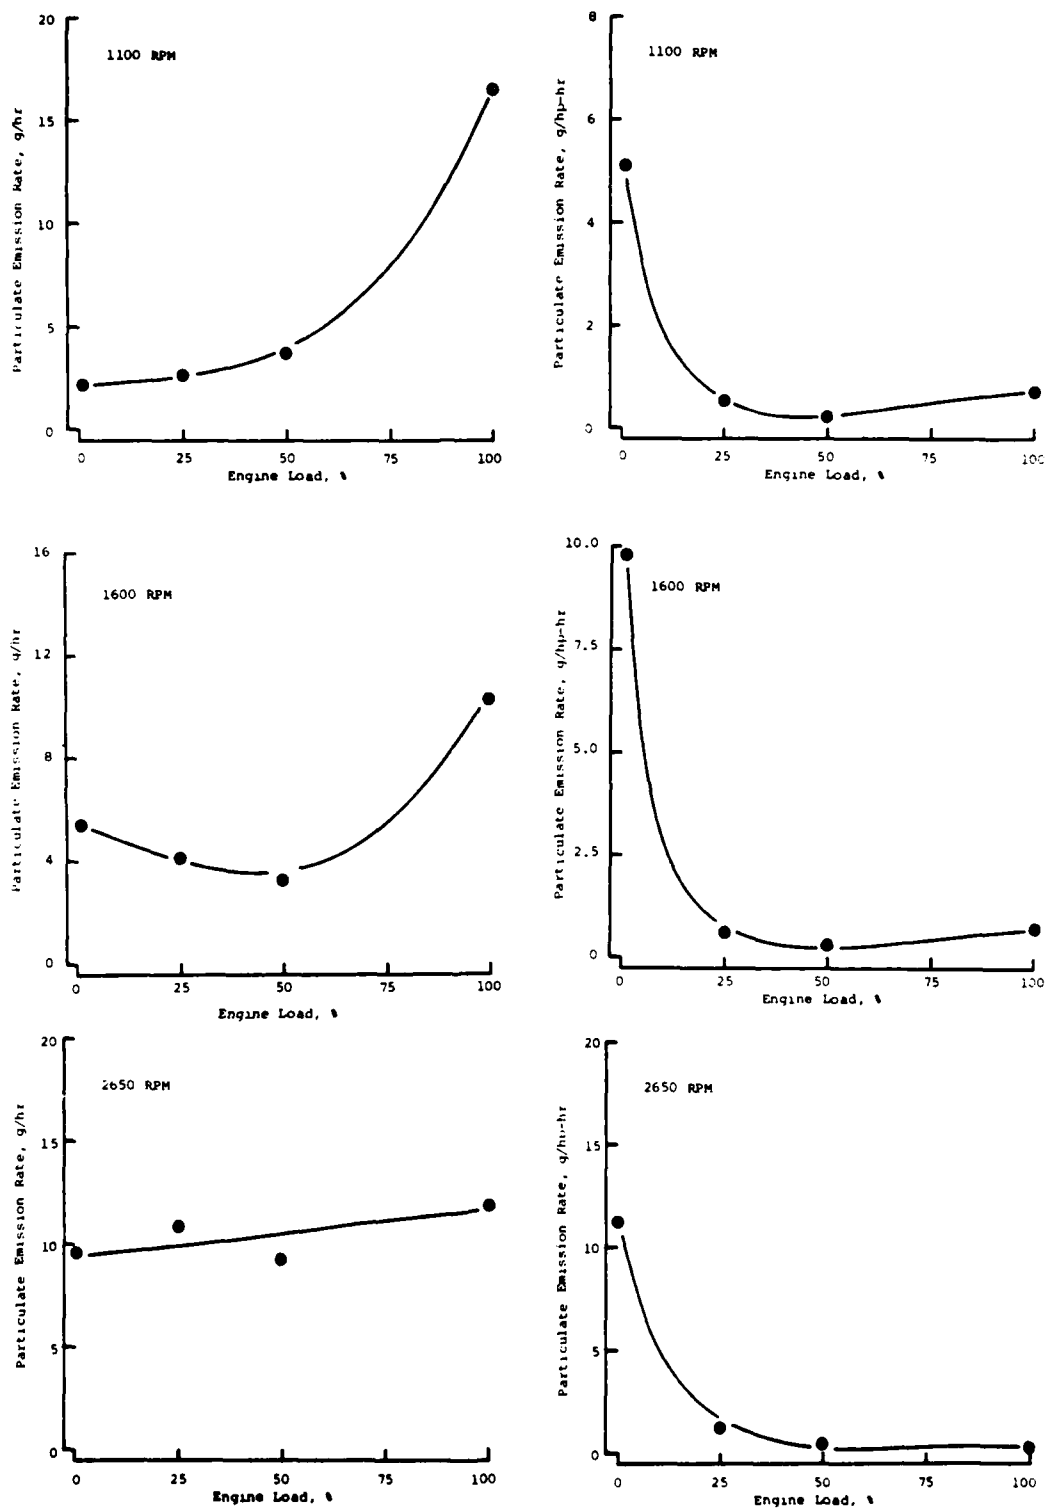 20
15
10
5
0
Particulate Emission Rate, g/hr
1100 RPM
0 25 50 75 100
Engine Load, %
8
6
4
2
0
Particulate Emission Rate, g/hp-hr
1100 RPM
0 25 50 75 100
Engine Load, %
16
12
8
4
0
Particulate Emission Rate, g/hr
1600 RPM
0 25 50 75 100
Engine Load, %
10.0
7.5
5.0
2.5
0
Particulate Emission Rate, g/hp-hr
1600 RPM
0 25 50 75 100
Engine Load, %
20
15
10
5
0
Particulate Emission Rate, g/hr
2650 RPM
0 25 50 75 100
Engine Load, %
20
15
10
5
0
Particulate Emission Rate, g/hp-hr
2650 RPM
0 25 50 75 100
Engine Load, %